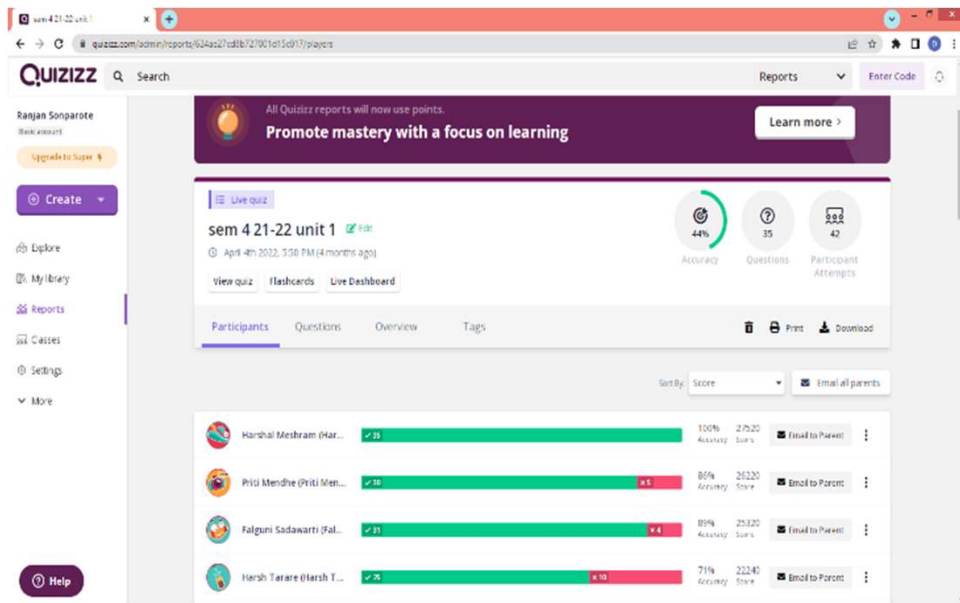 sem 4 21-22 unit 1
quizizz.com/admin/reports/624ae27cd8b727001d15c017/players
QUIZIZZ
Search
Reports
Enter Code
Ranjan Sonparote
Basic account
Upgrade to Super
Create
Explore
My library
Reports
Classes
Settings
More
Help
All Quizizz reports will now use points.
Promote mastery with a focus on learning
Learn more >
Live quiz
sem 4 21-22 unit 1 Edit
April 4th 2022, 5:50 PM (4 months ago)
View quiz Flashcards Live Dashboard
44% 35 42
Accuracy Questions Participant
Attempts
Participants Questions Overview Tags
Print Download
Sort By: Score Email all parents
Harshal Meshram (Har... 35 100% 27520 Email to Parent
Accuracy Score
Priti Mendhe (Priti Men... 30 x 5 86% 26220 Email to Parent
Accuracy Score
Falguni Sadawarti (Fal... 31 x 4 89% 25320 Email to Parent
Accuracy Score
Harsh Tarare (Harsh T... 25 x 10 71% 22240 Email to Parent
Accuracy Score